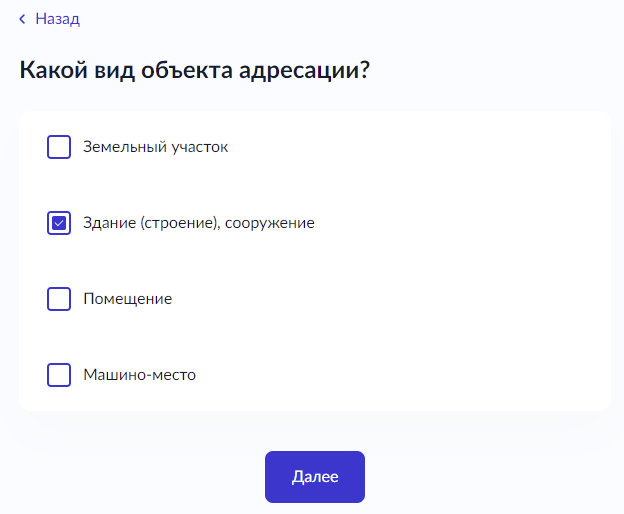 Назад
Какой вид объекта адресации?
Земельный участок
Здание (строение), сооружение
Помещение
Машино-место
Далее